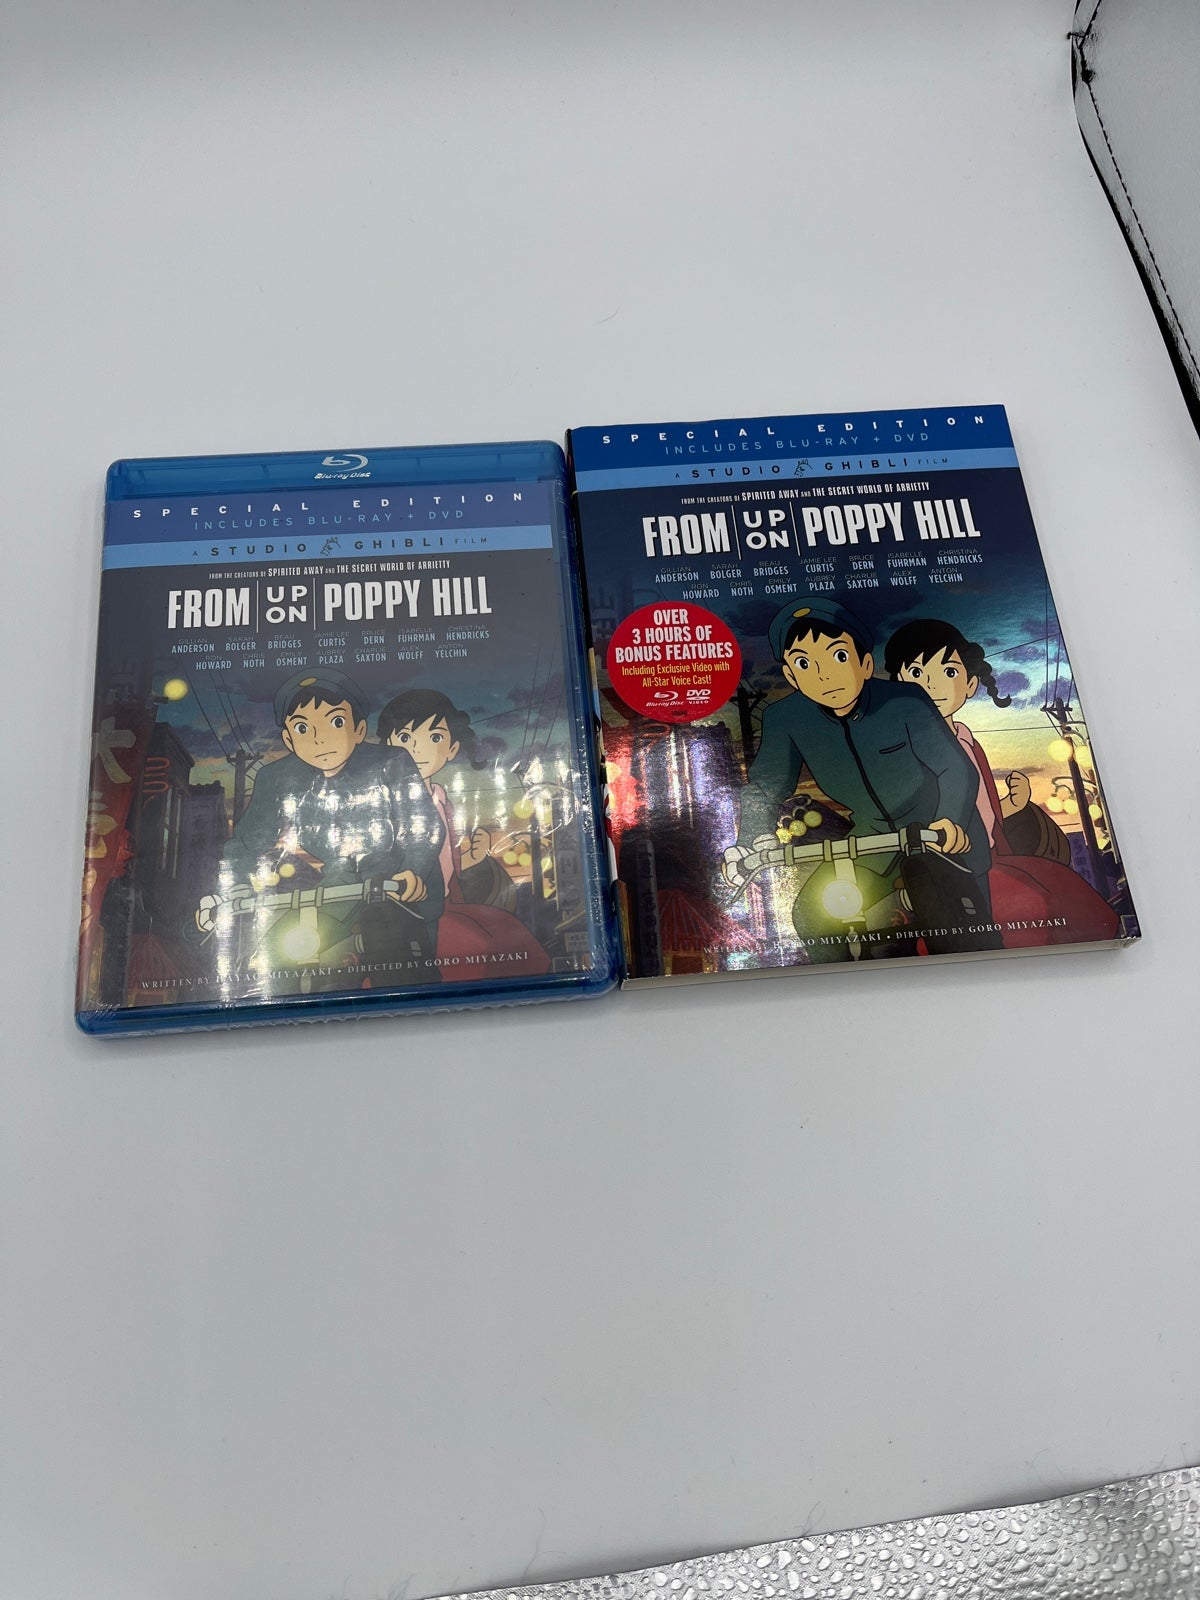 Blu-ray Disc
SPECIAL EDITION
INCLUDES BLU-RAY + DVD
A STUDIO GHIBLI FILM
FROM THE CREATORS OF SPIRITED AWAY AND THE SECRET WORLD OF ARRIETTY
FROM UP ON POPPY HILL
GILLIAN ANDERSON SARAH BOLGER BEAU BRIDGES JAMIE LEE CURTIS BRUCE DERN ISABELLE FUHRMAN CHRISTINA HENDRICKS
RON HOWARD CHRIS NOTH EMILY OSMENT AUBREY PLAZA CHARLIE SAXTON ALEX WOLFF ANTON YELCHIN
大
WRITTEN BY HAYAO MIYAZAKI • DIRECTED BY GORO MIYAZAKI
SPECIAL EDITION
INCLUDES BLU-RAY + DVD
A STUDIO GHIBLI FILM
FROM THE CREATORS OF SPIRITED AWAY AND THE SECRET WORLD OF ARRIETTY
FROM UP ON POPPY HILL
GILLIAN ANDERSON SARAH BOLGER BEAU BRIDGES JAMIE LEE CURTIS BRUCE DERN ISABELLE FUHRMAN CHRISTINA HENDRICKS
RON HOWARD CHRIS NOTH EMILY OSMENT AUBREY PLAZA CHARLIE SAXTON ALEX WOLFF ANTON YELCHIN
OVER
3 HOURS OF
BONUS FEATURES
Including Exclusive Video with
All-Star Voice Cast!
Blu-ray Disc DVD VIDEO
WRITTEN BY HAYAO MIYAZAKI • DIRECTED BY GORO MIYAZAKI